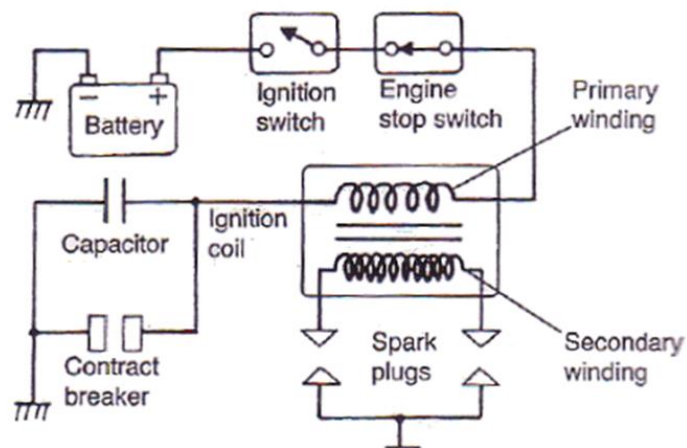 Ignition
switch
Engine
stop switch
Primary
winding
− +
Battery
Capacitor
Ignition
coil
Contract
breaker
Spark
plugs
Secondary
winding